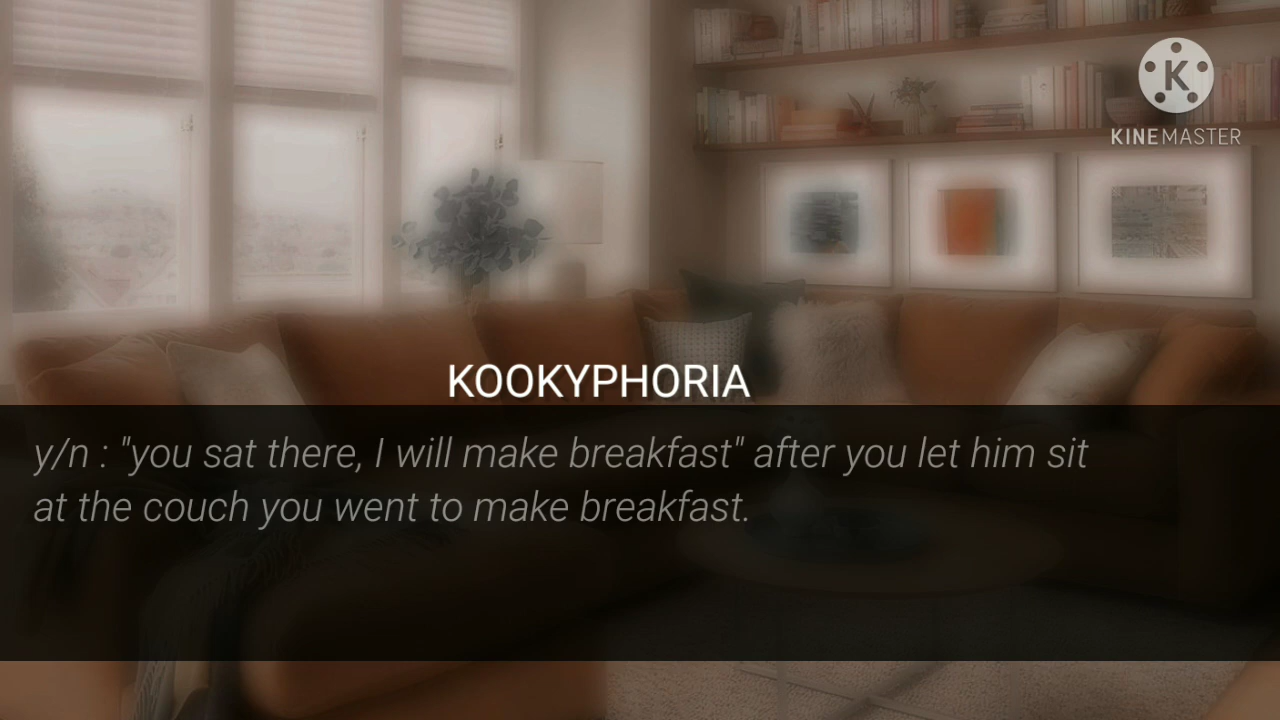 K
KINEMASTER
KOOKYPHORIA
y/n : "you sat there, I will make breakfast" after you let him sit
at the couch you went to make breakfast.